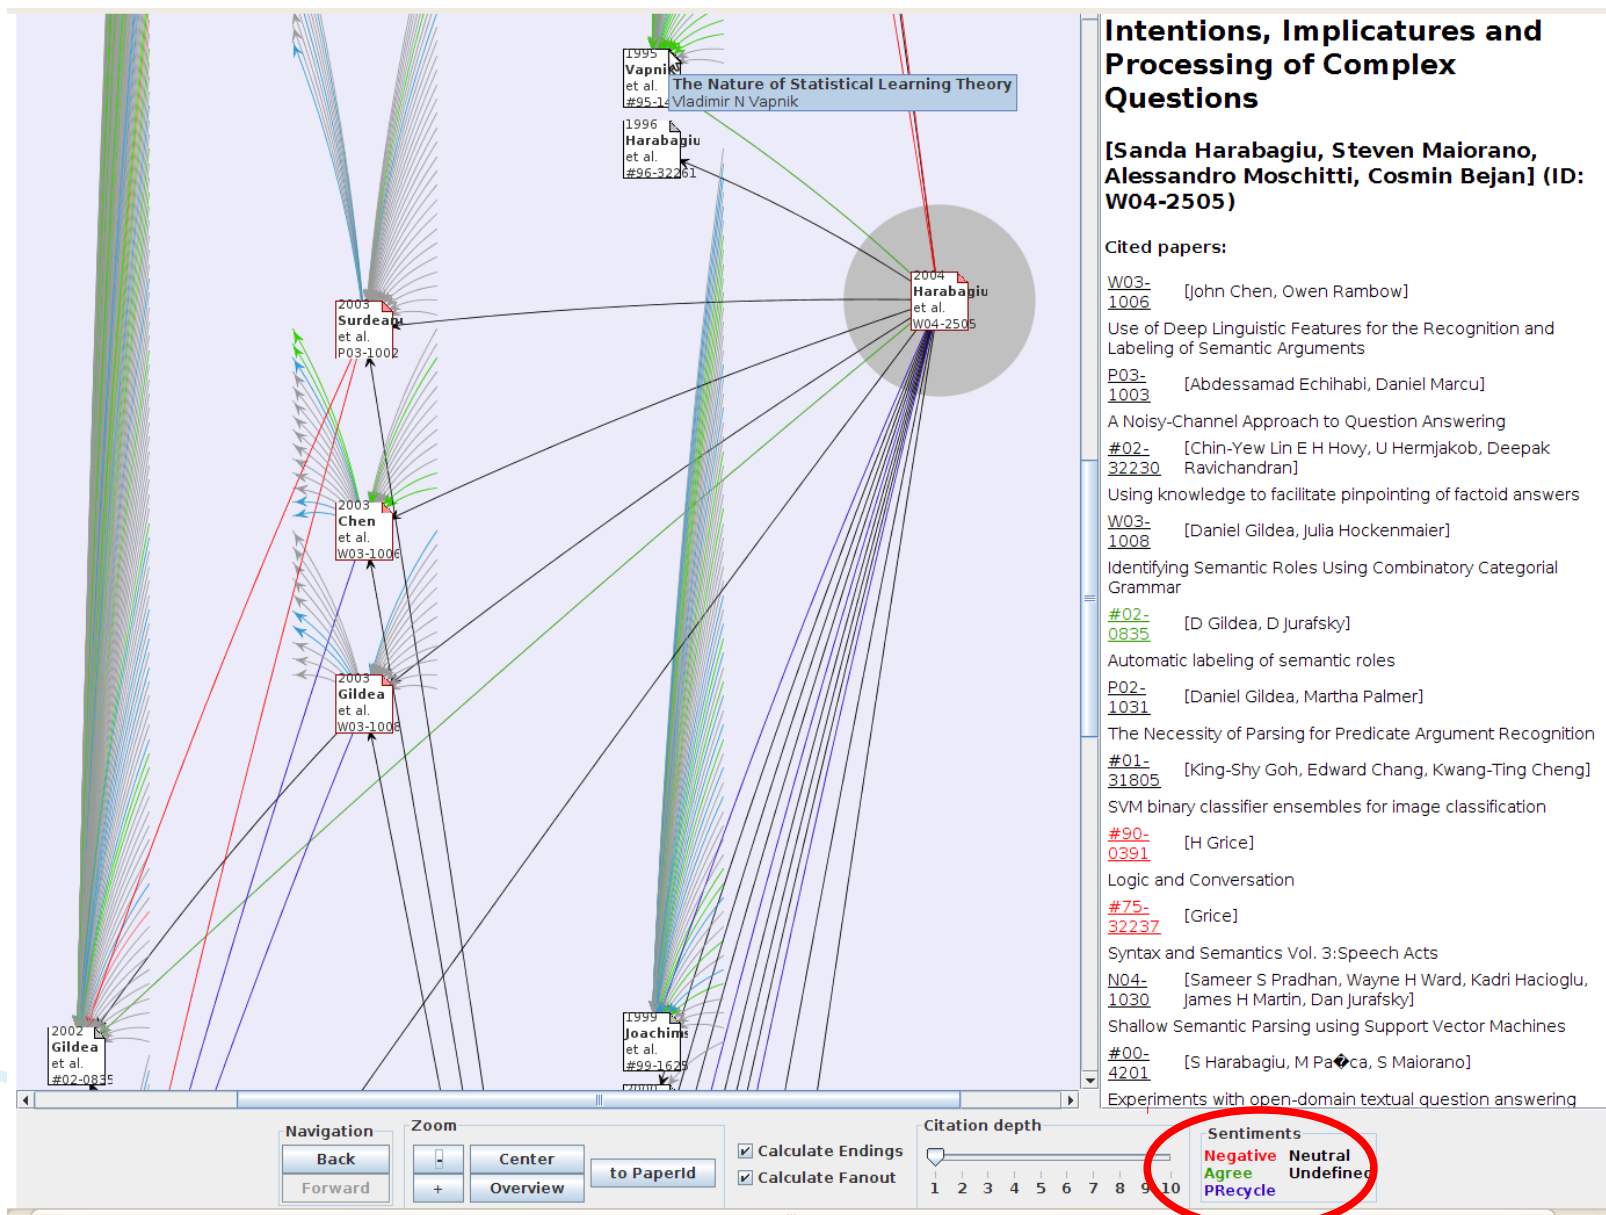 1995
Vapnik
et al.
#95-14
The Nature of Statistical Learning Theory
Vladimir N Vapnik
1996
Harabagiu
et al.
#96-32261
2004
Harabagiu
et al.
W04-2505
2003
Surdeanu
et al.
P03-1002
2003
Chen
et al.
W03-1006
2003
Gildea
et al.
W03-1008
2002
Gildea
et al.
#02-0835
1999
Joachims
et al.
#99-1625
2000
Intentions, Implicatures and
Processing of Complex
Questions
[Sanda Harabagiu, Steven Maiorano,
Alessandro Moschitti, Cosmin Bejan] (ID:
W04-2505)
Cited papers:
W03-
1006
[John Chen, Owen Rambow]
Use of Deep Linguistic Features for the Recognition and
Labeling of Semantic Arguments
P03-
1003
[Abdessamad Echihabi, Daniel Marcu]
A Noisy-Channel Approach to Question Answering
#02-
32230
[Chin-Yew Lin E H Hovy, U Hermjakob, Deepak
Ravichandran]
Using knowledge to facilitate pinpointing of factoid answers
W03-
1008
[Daniel Gildea, Julia Hockenmaier]
Identifying Semantic Roles Using Combinatory Categorial
Grammar
#02-
0835
[D Gildea, D Jurafsky]
Automatic labeling of semantic roles
P02-
1031
[Daniel Gildea, Martha Palmer]
The Necessity of Parsing for Predicate Argument Recognition
#01-
31805
[King-Shy Goh, Edward Chang, Kwang-Ting Cheng]
SVM binary classifier ensembles for image classification
#90-
0391
[H Grice]
Logic and Conversation
#75-
32237
[Grice]
Syntax and Semantics Vol. 3:Speech Acts
N04-
1030
[Sameer S Pradhan, Wayne H Ward, Kadri Hacioglu,
James H Martin, Dan Jurafsky]
Shallow Semantic Parsing using Support Vector Machines
#00-
4201
[S Harabagiu, M Pa�ca, S Maiorano]
Experiments with open-domain textual question answering
Navigation
Back
Forward
Zoom
-
+
Center
Overview
to PaperId
Calculate Endings
Calculate Fanout
Citation depth
1 2 3 4 5 6 7 8 9 10
Sentiments
Negative Neutral
Agree Undefined
PRecycle